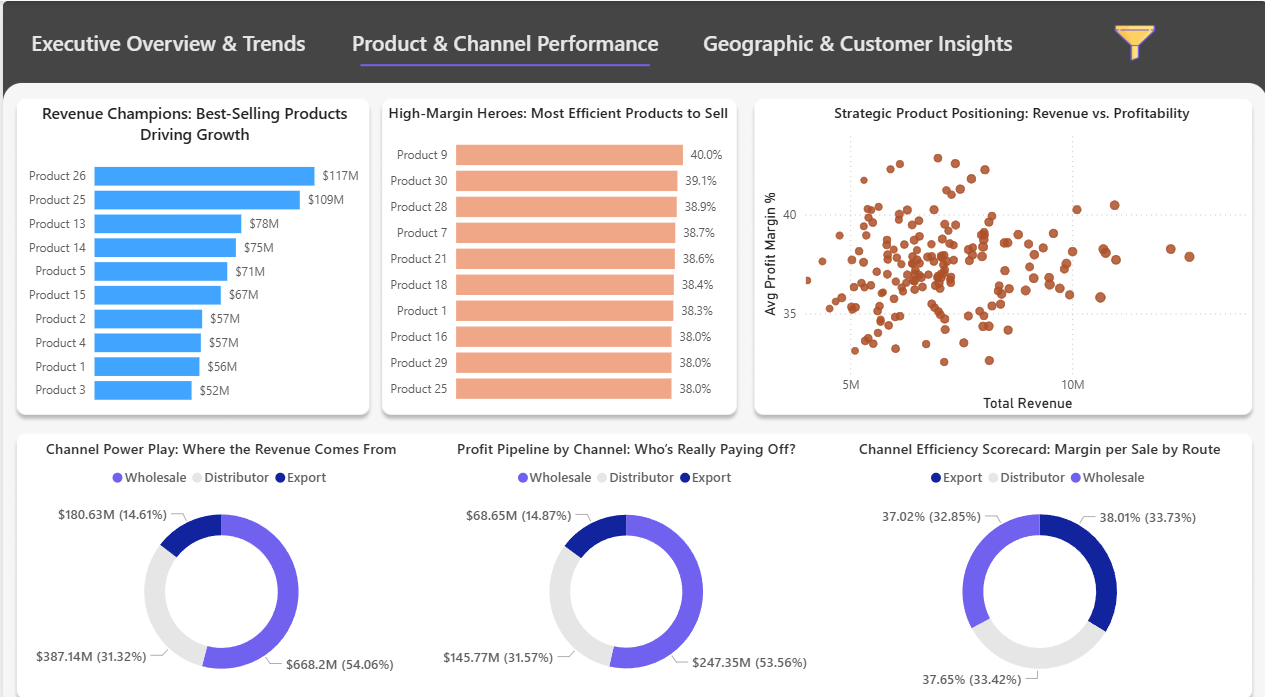 Executive Overview & Trends
Product & Channel Performance
Geographic & Customer Insights
Revenue Champions: Best-Selling Products
Driving Growth
Product 26 $117M
Product 25 $109M
Product 13 $78M
Product 14 $75M
Product 5 $71M
Product 15 $67M
Product 2 $57M
Product 4 $57M
Product 1 $56M
Product 3 $52M
High-Margin Heroes: Most Efficient Products to Sell
Product 9 40.0%
Product 30 39.1%
Product 28 38.9%
Product 7 38.7%
Product 21 38.6%
Product 18 38.4%
Product 1 38.3%
Product 16 38.0%
Product 29 38.0%
Product 25 38.0%
Strategic Product Positioning: Revenue vs. Profitability
Avg Profit Margin %
40
35
5M 10M
Total Revenue
Channel Power Play: Where the Revenue Comes From
Wholesale Distributor Export
$180.63M (14.61%)
$387.14M (31.32%)
$668.2M (54.06%)
Profit Pipeline by Channel: Who’s Really Paying Off?
Wholesale Distributor Export
$68.65M (14.87%)
$145.77M (31.57%)
$247.35M (53.56%)
Channel Efficiency Scorecard: Margin per Sale by Route
Export Distributor Wholesale
37.02% (32.85%)
38.01% (33.73%)
37.65% (33.42%)